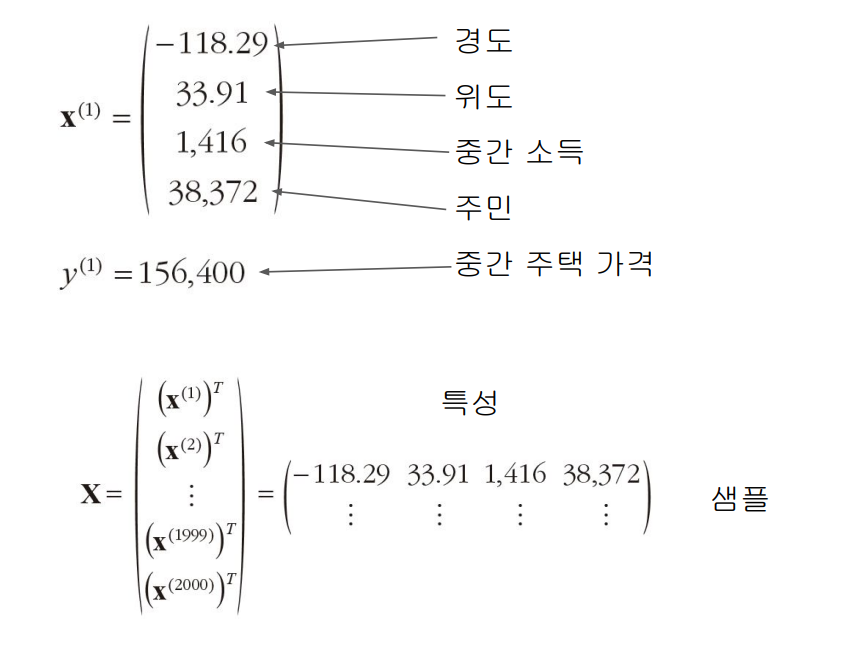 −118.29 경도
33.91 위도
x(1) =
1,416 중간 소득
38,372 주민
y(1) = 156,400 중간 주택 가격
(x(1))T
특성
(x(2))T
−118.29 33.91 1,416 38,372
X = ⋮ =
샘플
⋮ ⋮ ⋮ ⋮
(x(1999))T
(x(2000))T